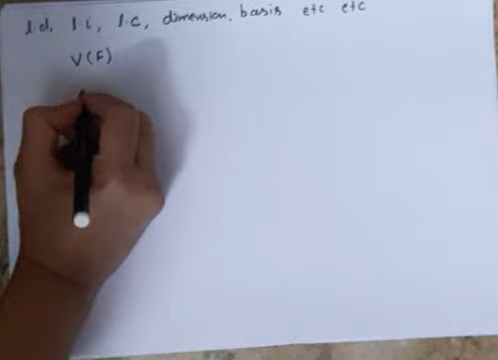 l.d, l.i, l.c, dimension, basis etc etc
V(F)